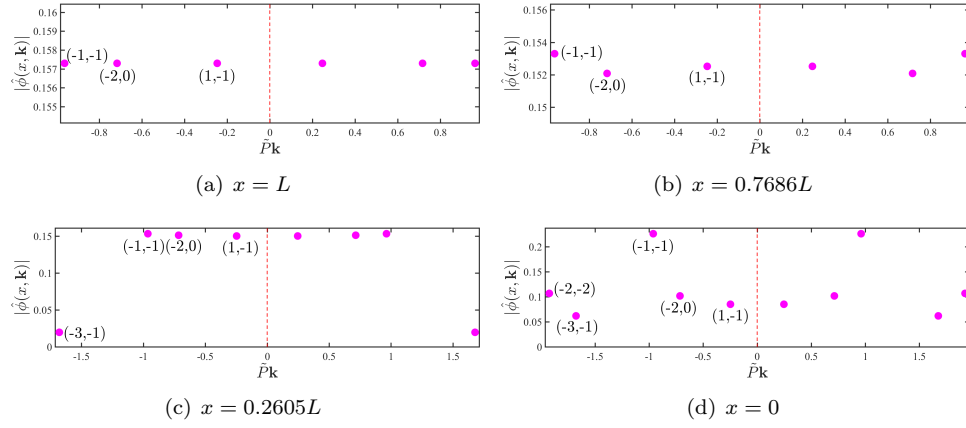 0.16
0.159
|φ̂(x, k)|
0.157
0.155
(-1,-1)
(-2,0)
(1,-1)
-0.8 -0.6 -0.4 -0.2 0 0.2 0.4 0.6 0.8
P̃k
(a) x = L
0.156
0.154
|φ̂(x, k)|
0.152
0.15
(-1,-1)
(-2,0)
(1,-1)
-0.8 -0.6 -0.4 -0.2 0 0.2 0.4 0.6 0.8
P̃k
(b) x = 0.7686L
0.15
0.1
|φ̂(x, k)|
0.05
0
(-1,-1) (-2,0) (1,-1)
(-3,-1)
-1.5 -1 -0.5 0 0.5 1 1.5
P̃k
(c) x = 0.2605L
0.2
0.15
|φ̂(x, k)|
0.1
0.05
0
(-1,-1)
(-2,-2)
(-2,0)
(1,-1)
(-3,-1)
-1.5 -1 -0.5 0 0.5 1 1.5
P̃k
(d) x = 0